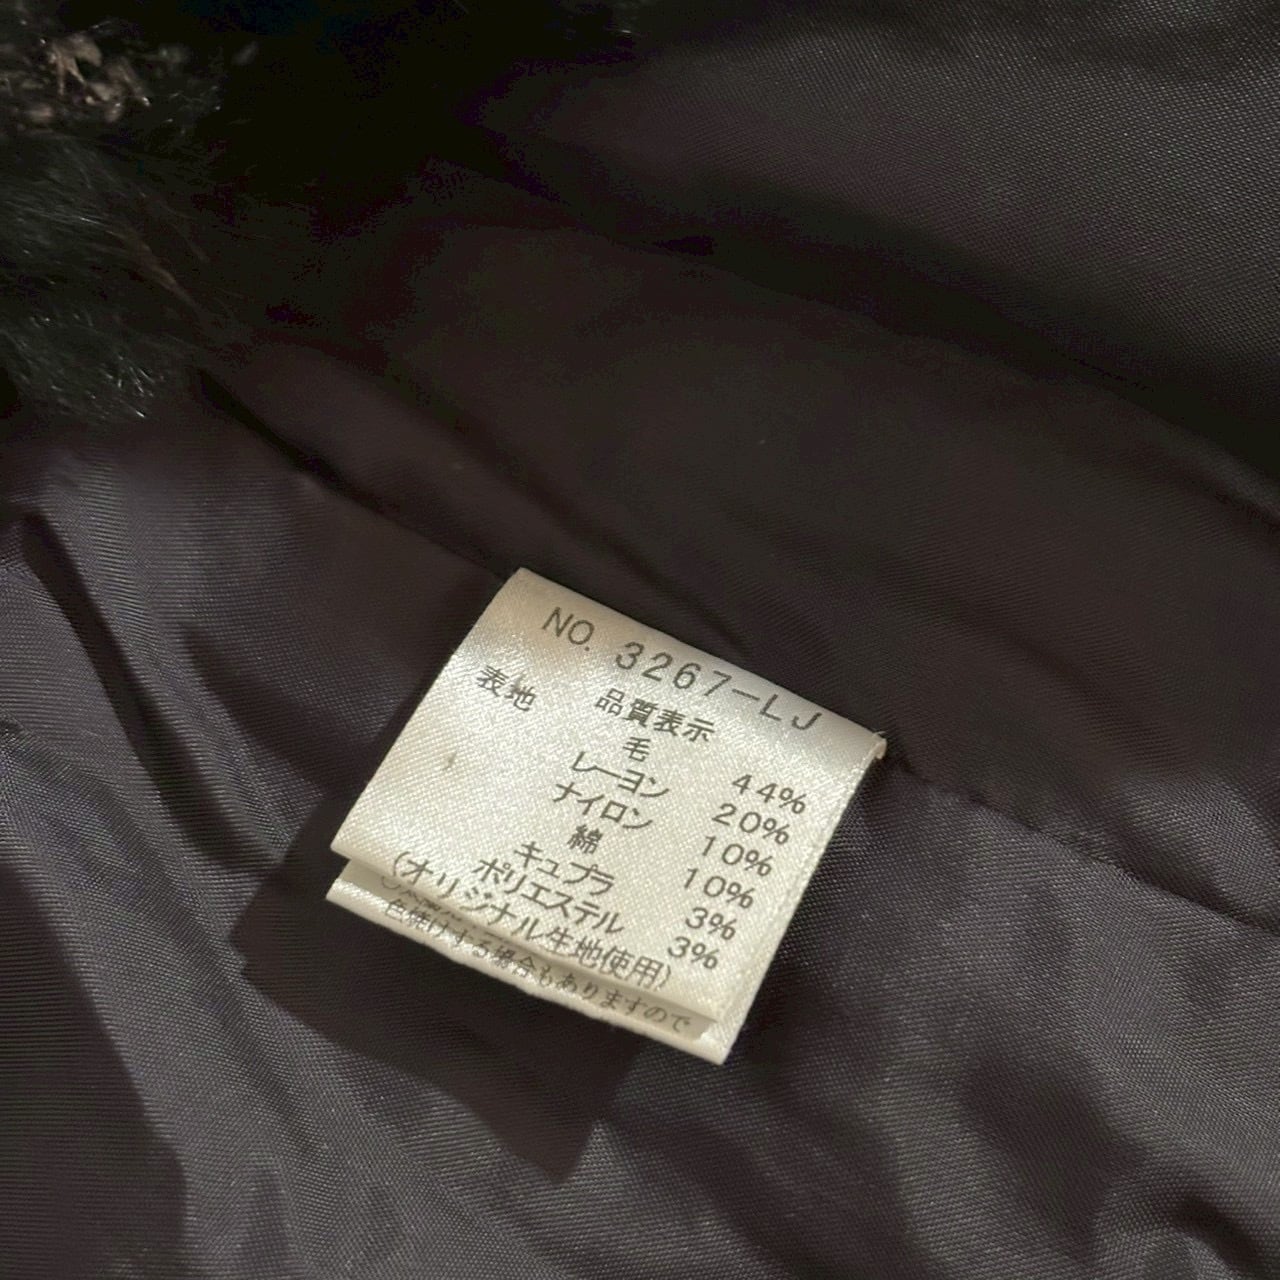 NO. 3267-LJ
品質表示
表地 毛 44%
レーヨン 20%
ナイロン 10%
綿 10%
キュプラ 3%
ポリエステル 3%
(オリジナル生地使用)
色焼けする場合もありますので